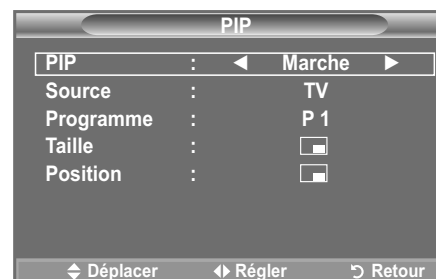 PIP
PIP : ◄ Marche ►
Source : TV
Programme : P 1
Taille :
Position :
Déplacer Régler Retour